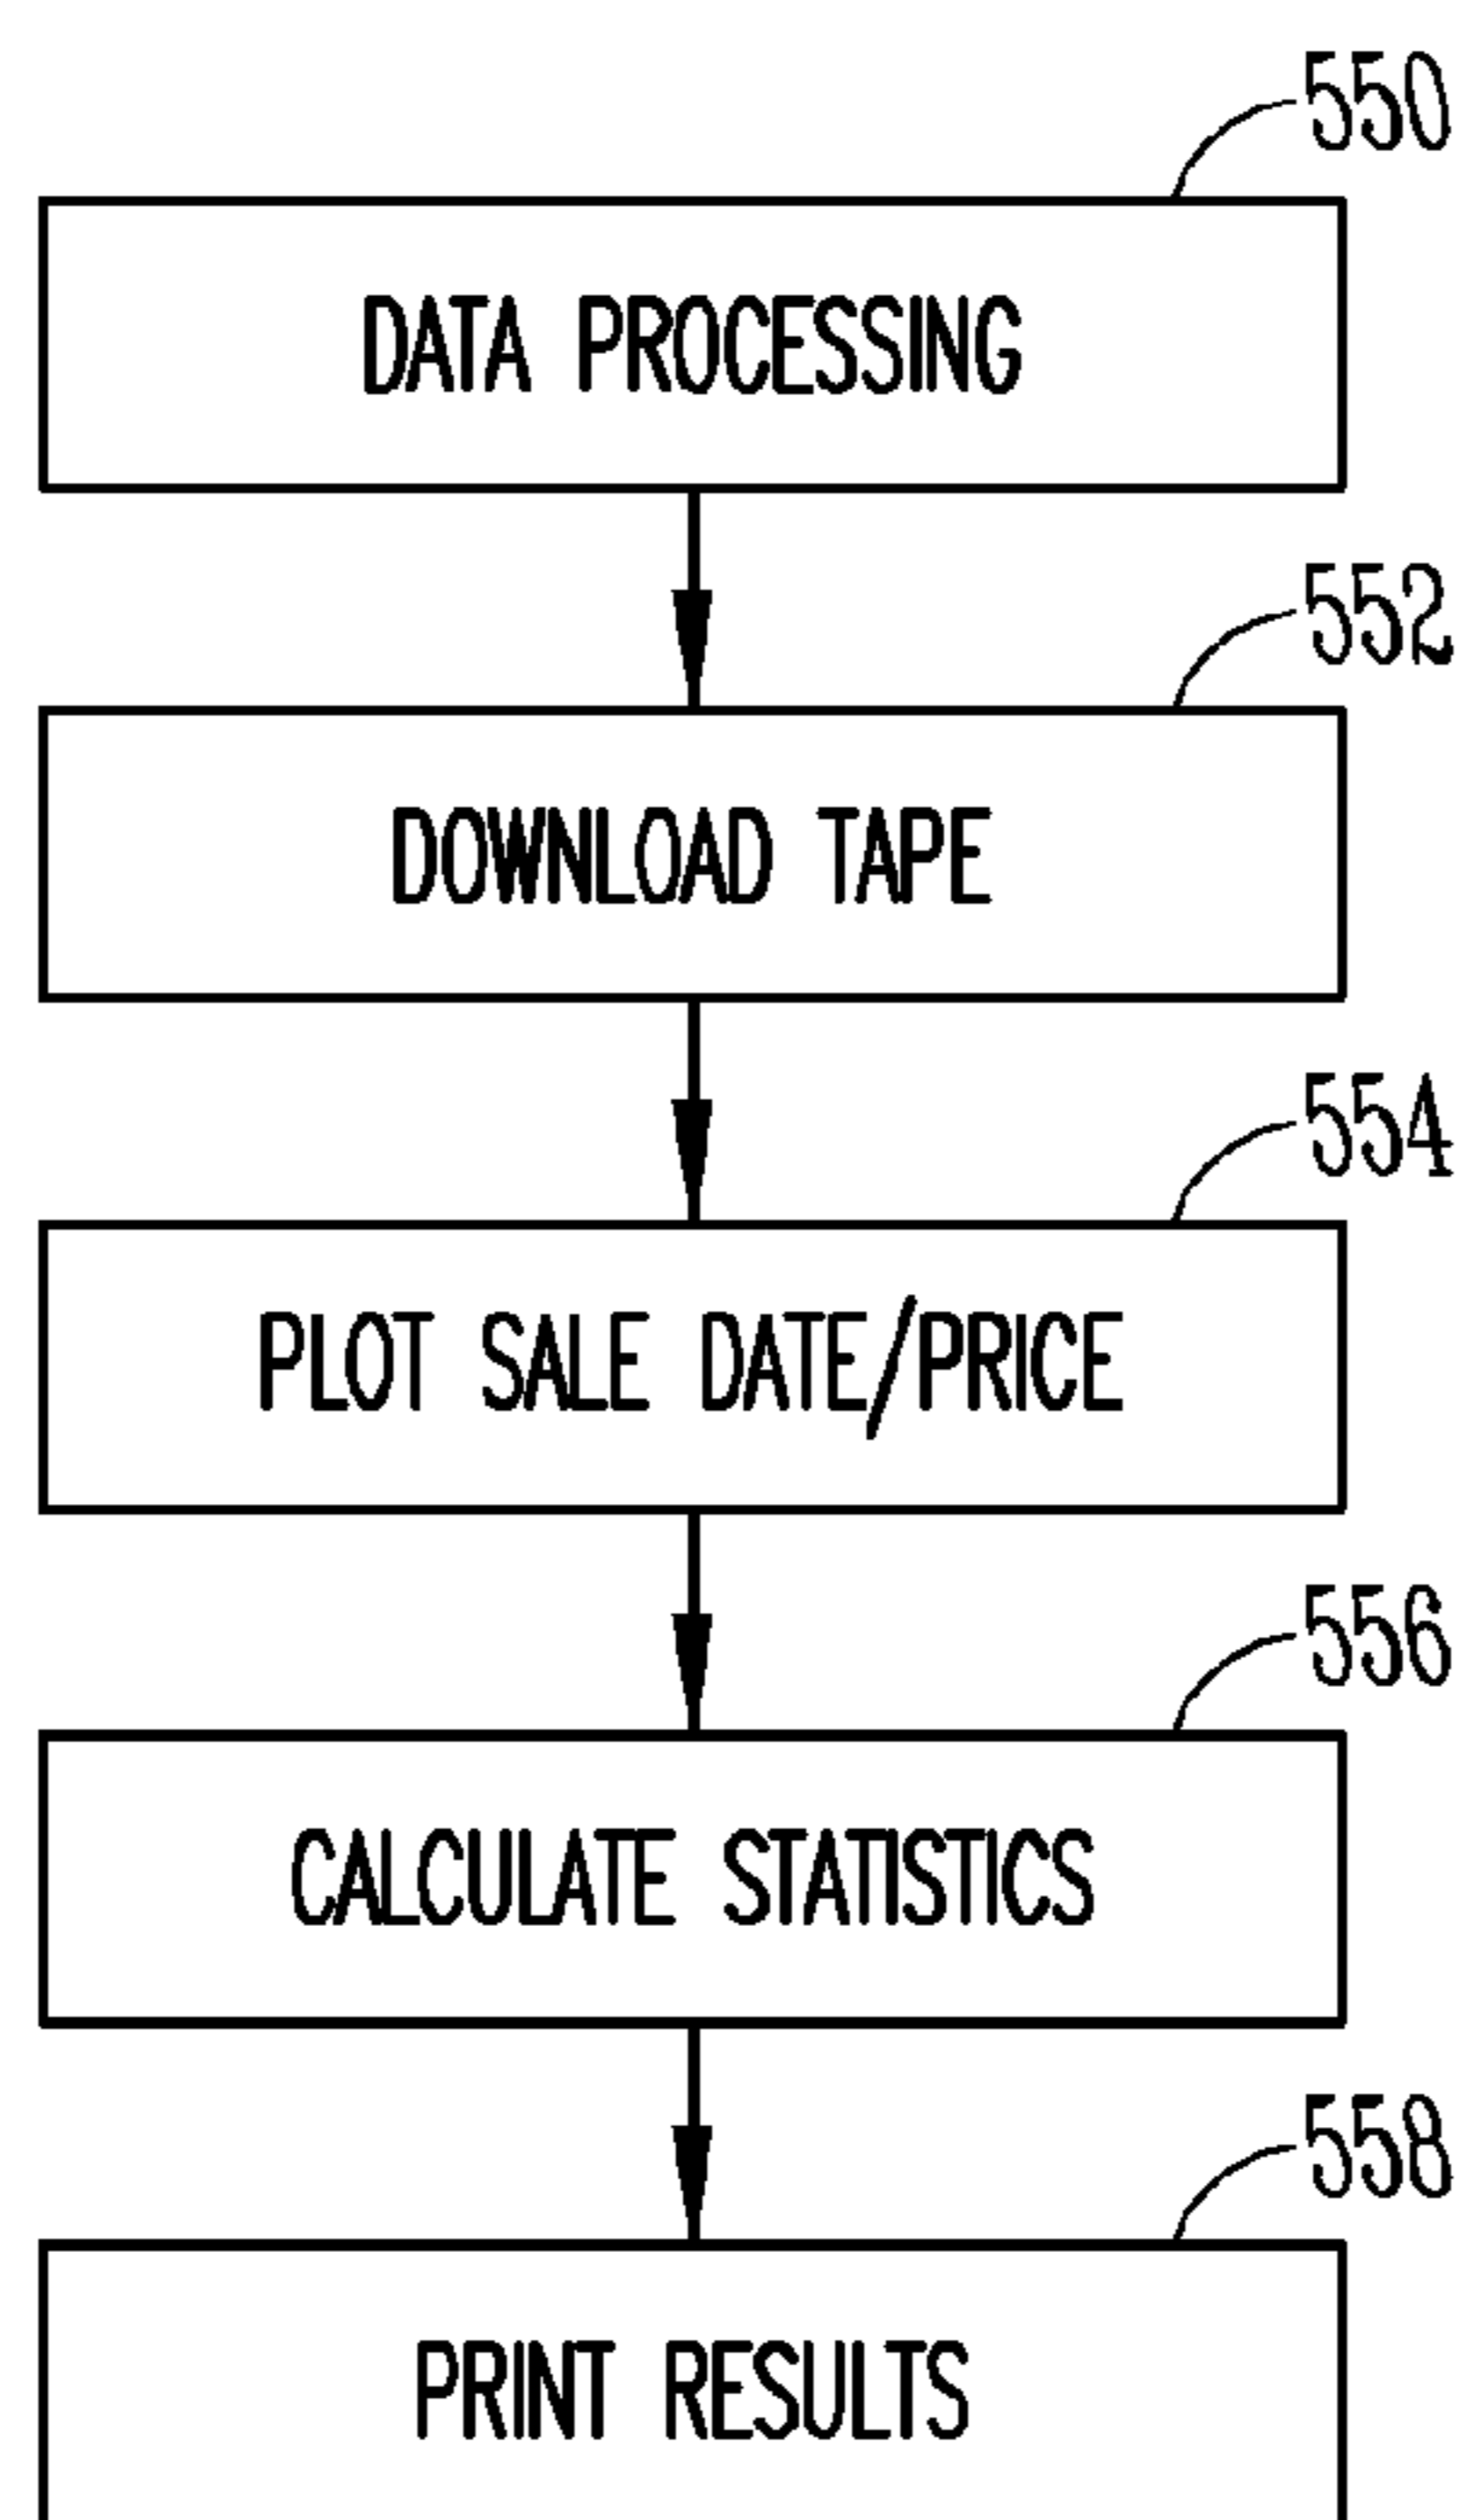 550
DATA PROCESSING
552
DOWNLOAD TAPE
554
PLOT SALE DATE/PRICE
556
CALCULATE STATISTICS
558
PRINT RESULTS